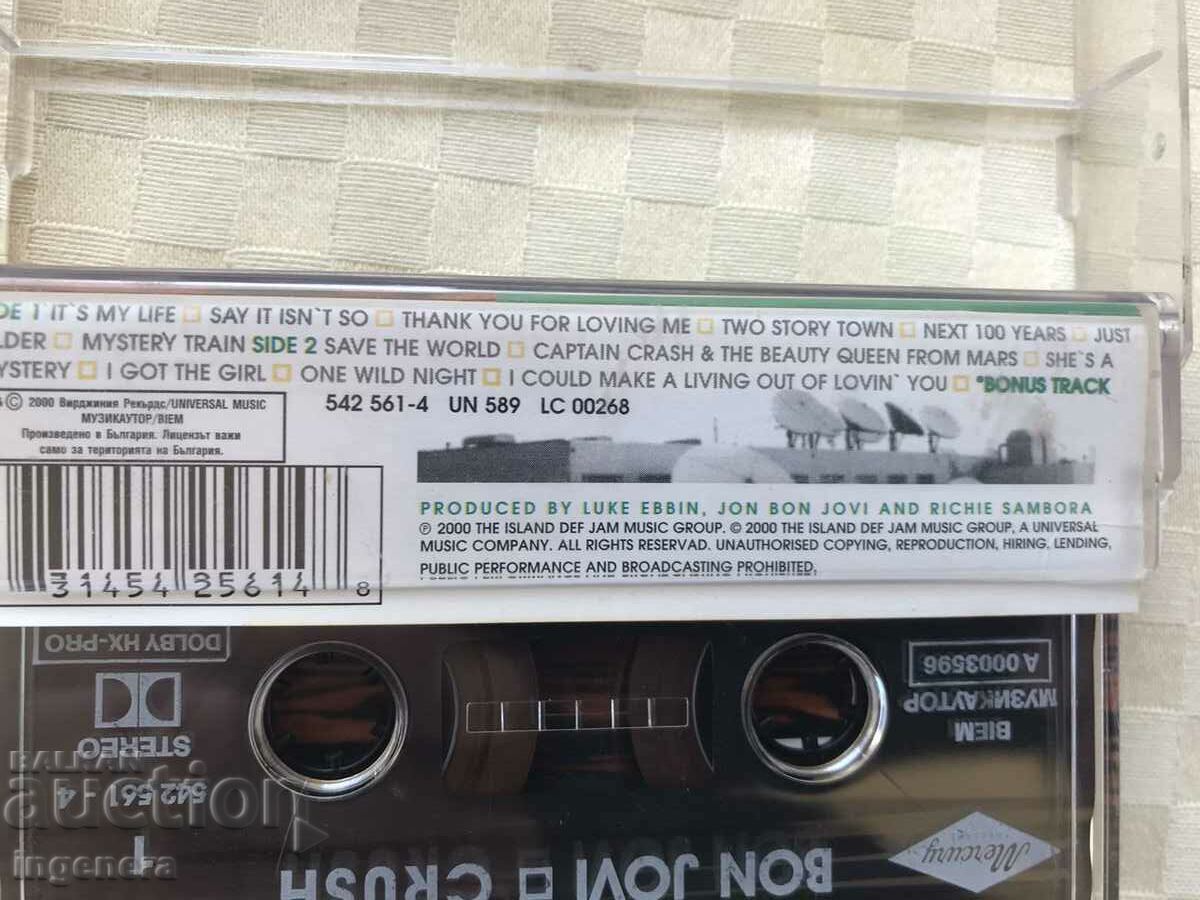 DE 1 IT`S MY LIFE □ SAY IT ISN`T SO □ THANK YOU FOR LOVING ME □ TWO STORY TOWN □ NEXT 100 YEARS □ JUST
LDER □ MYSTERY TRAIN SIDE 2 SAVE THE WORLD □ CAPTAIN CRASH & THE BEAUTY QUEEN FROM MARS □ SHE`S A
YSTERY □ I GOT THE GIRL □ ONE WILD NIGHT □ I COULD MAKE A LIVING OUT OF LOVIN` YOU □ *BONUS TRACK
© 2000 Вирджиния Рекърдс/UNIVERSAL MUSIC
МУЗИКАУТОР/BIEM
Произведено в България. Лицензът важи
само за територията на България.
542 561-4 UN 589 LC 00268
31454 25614 8
PRODUCED BY LUKE EBBIN, JON BON JOVI AND RICHIE SAMBORA
℗ 2000 THE ISLAND DEF JAM MUSIC GROUP. © 2000 THE ISLAND DEF JAM MUSIC GROUP, A UNIVERSAL
MUSIC COMPANY. ALL RIGHTS RESERVAD. UNAUTHORISED COPYING, REPRODUCTION, HIRING, LENDING,
PUBLIC PERFORMANCE AND BROADCASTING PROHIBITED.
DOLBY HX-PRO
STEREO
542 561 4
A 0003596
МУЗИКАУТОР
BIEM
BON JOVI □ CRUSH
Mercury
BALKAN
auction
ingenera